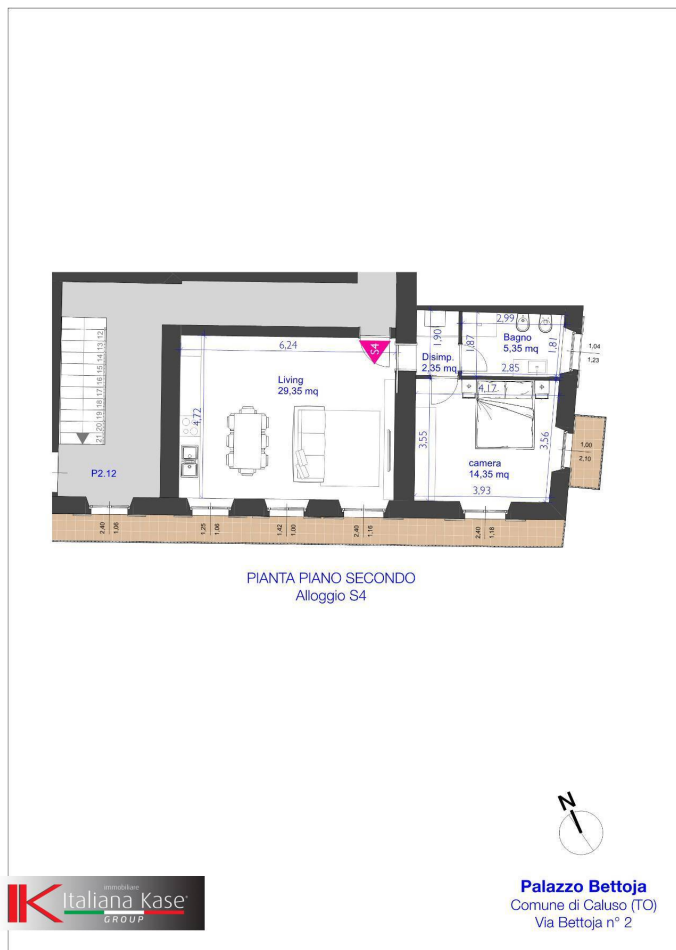 2,99
Bagno
5,35 mq
1,90
1,87
1,81
1,04
1,23
6,24
S4
Disimp.
2,35 mq
2,85
Living
29,35 mq
4,17
4,72
3,55
3,56
camera
14,35 mq
3,93
1,00
2,10
21 20 19 18 17 16 15 14 13 12
P2.12
2,40
1,06
1,25
1,06
1,42
1,00
2,40
1,16
2,40
1,18
PIANTA PIANO SECONDO
Alloggio S4
N
immobiliare
Italiana Kase
GROUP
Palazzo Bettoja
Comune di Caluso (TO)
Via Bettoja n° 2